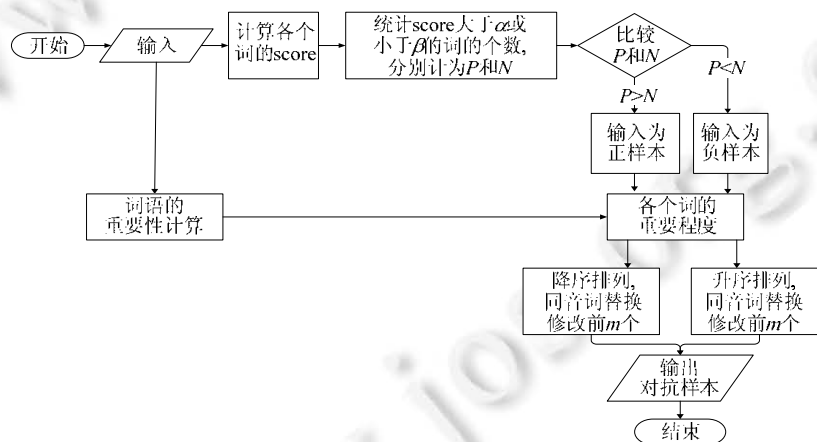 开始
输入
计算各个
词的score
统计score大于α或
小于β的词的个数,
分别计为P和N
比较
P和N
P>N
P<N
输入为
正样本
输入为
负样本
词语的
重要性计算
各个词的
重要程度
降序排列,
同音词替换
修改前m个
升序排列,
同音词替换
修改前m个
输出
对抗样本
结束